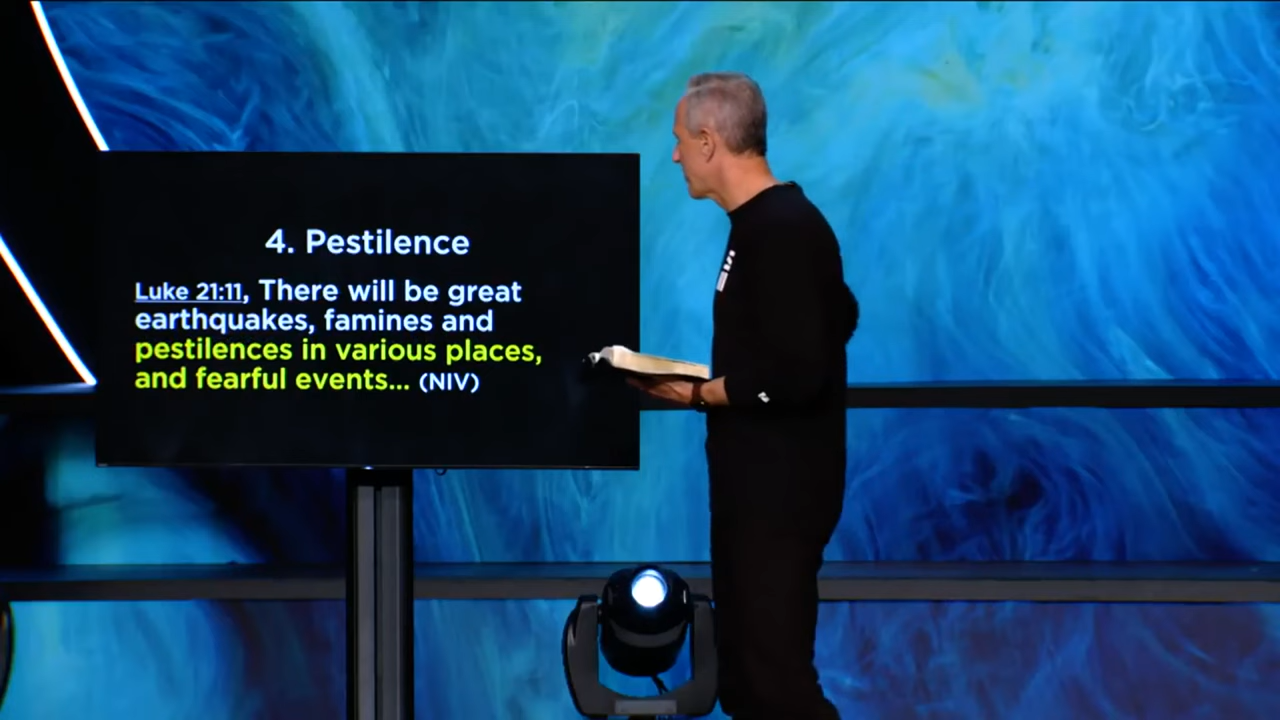 4. Pestilence
Luke 21:11, There will be great
earthquakes, famines and
pestilences in various places,
and fearful events... (NIV)